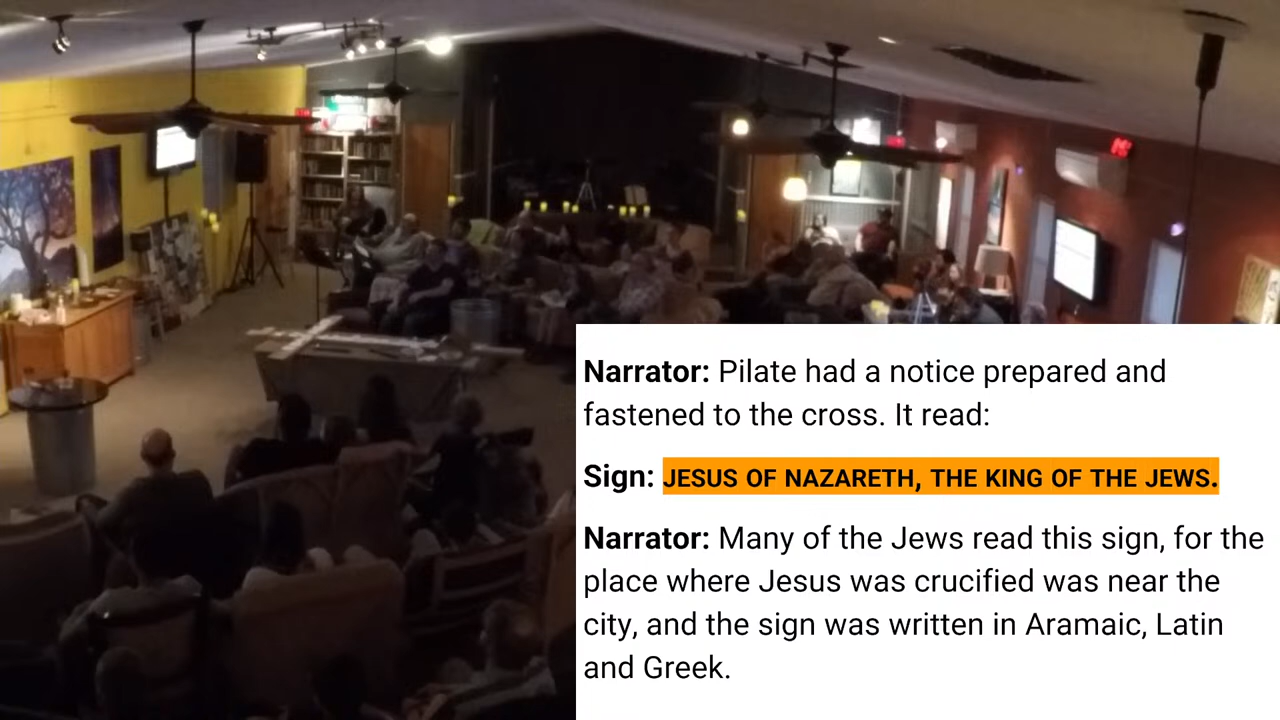 Narrator: Pilate had a notice prepared and
fastened to the cross. It read:
Sign: JESUS OF NAZARETH, THE KING OF THE JEWS.
Narrator: Many of the Jews read this sign, for the
place where Jesus was crucified was near the
city, and the sign was written in Aramaic, Latin
and Greek.